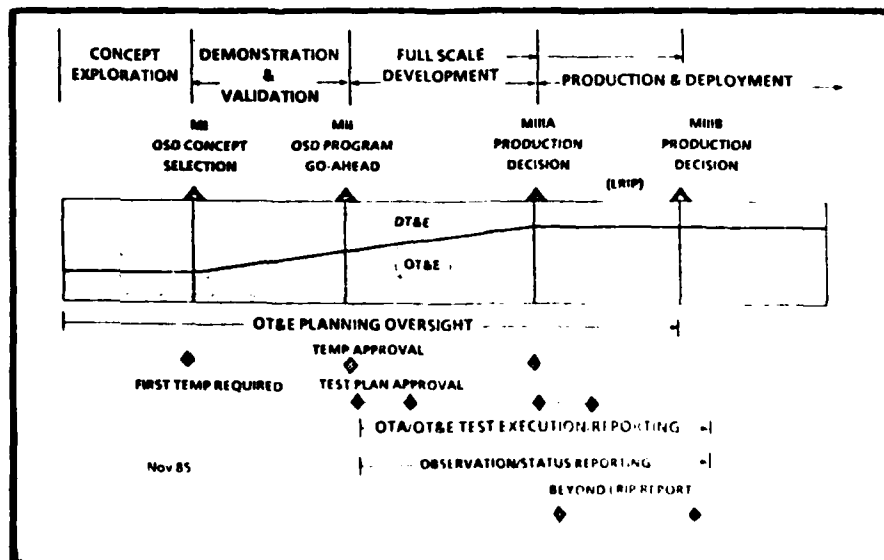 CONCEPT
EXPLORATION
DEMONSTRATION
&
VALIDATION
FULL SCALE
DEVELOPMENT
PRODUCTION & DEPLOYMENT
MI
OSD CONCEPT
SELECTION
MII
OSD PROGRAM
GO-AHEAD
MIIIA
PRODUCTION
DECISION
(LRIP)
MIIIB
PRODUCTION
DECISION
DT&E
OT&E
OT&E PLANNING OVERSIGHT
TEMP APPROVAL
FIRST TEMP REQUIRED
TEST PLAN APPROVAL
OTA/OT&E TEST EXECUTION-REPORTING
Nov 85
OBSERVATION/STATUS REPORTING
BEYOND LRIP REPORT